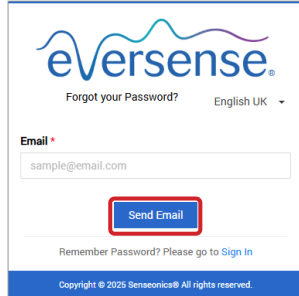 eversense®
Forgot your Password?
English UK
Email *
sample@email.com
Send Email
Remember Password? Please go to Sign In
Copyright © 2025 Senseonics® All rights reserved.